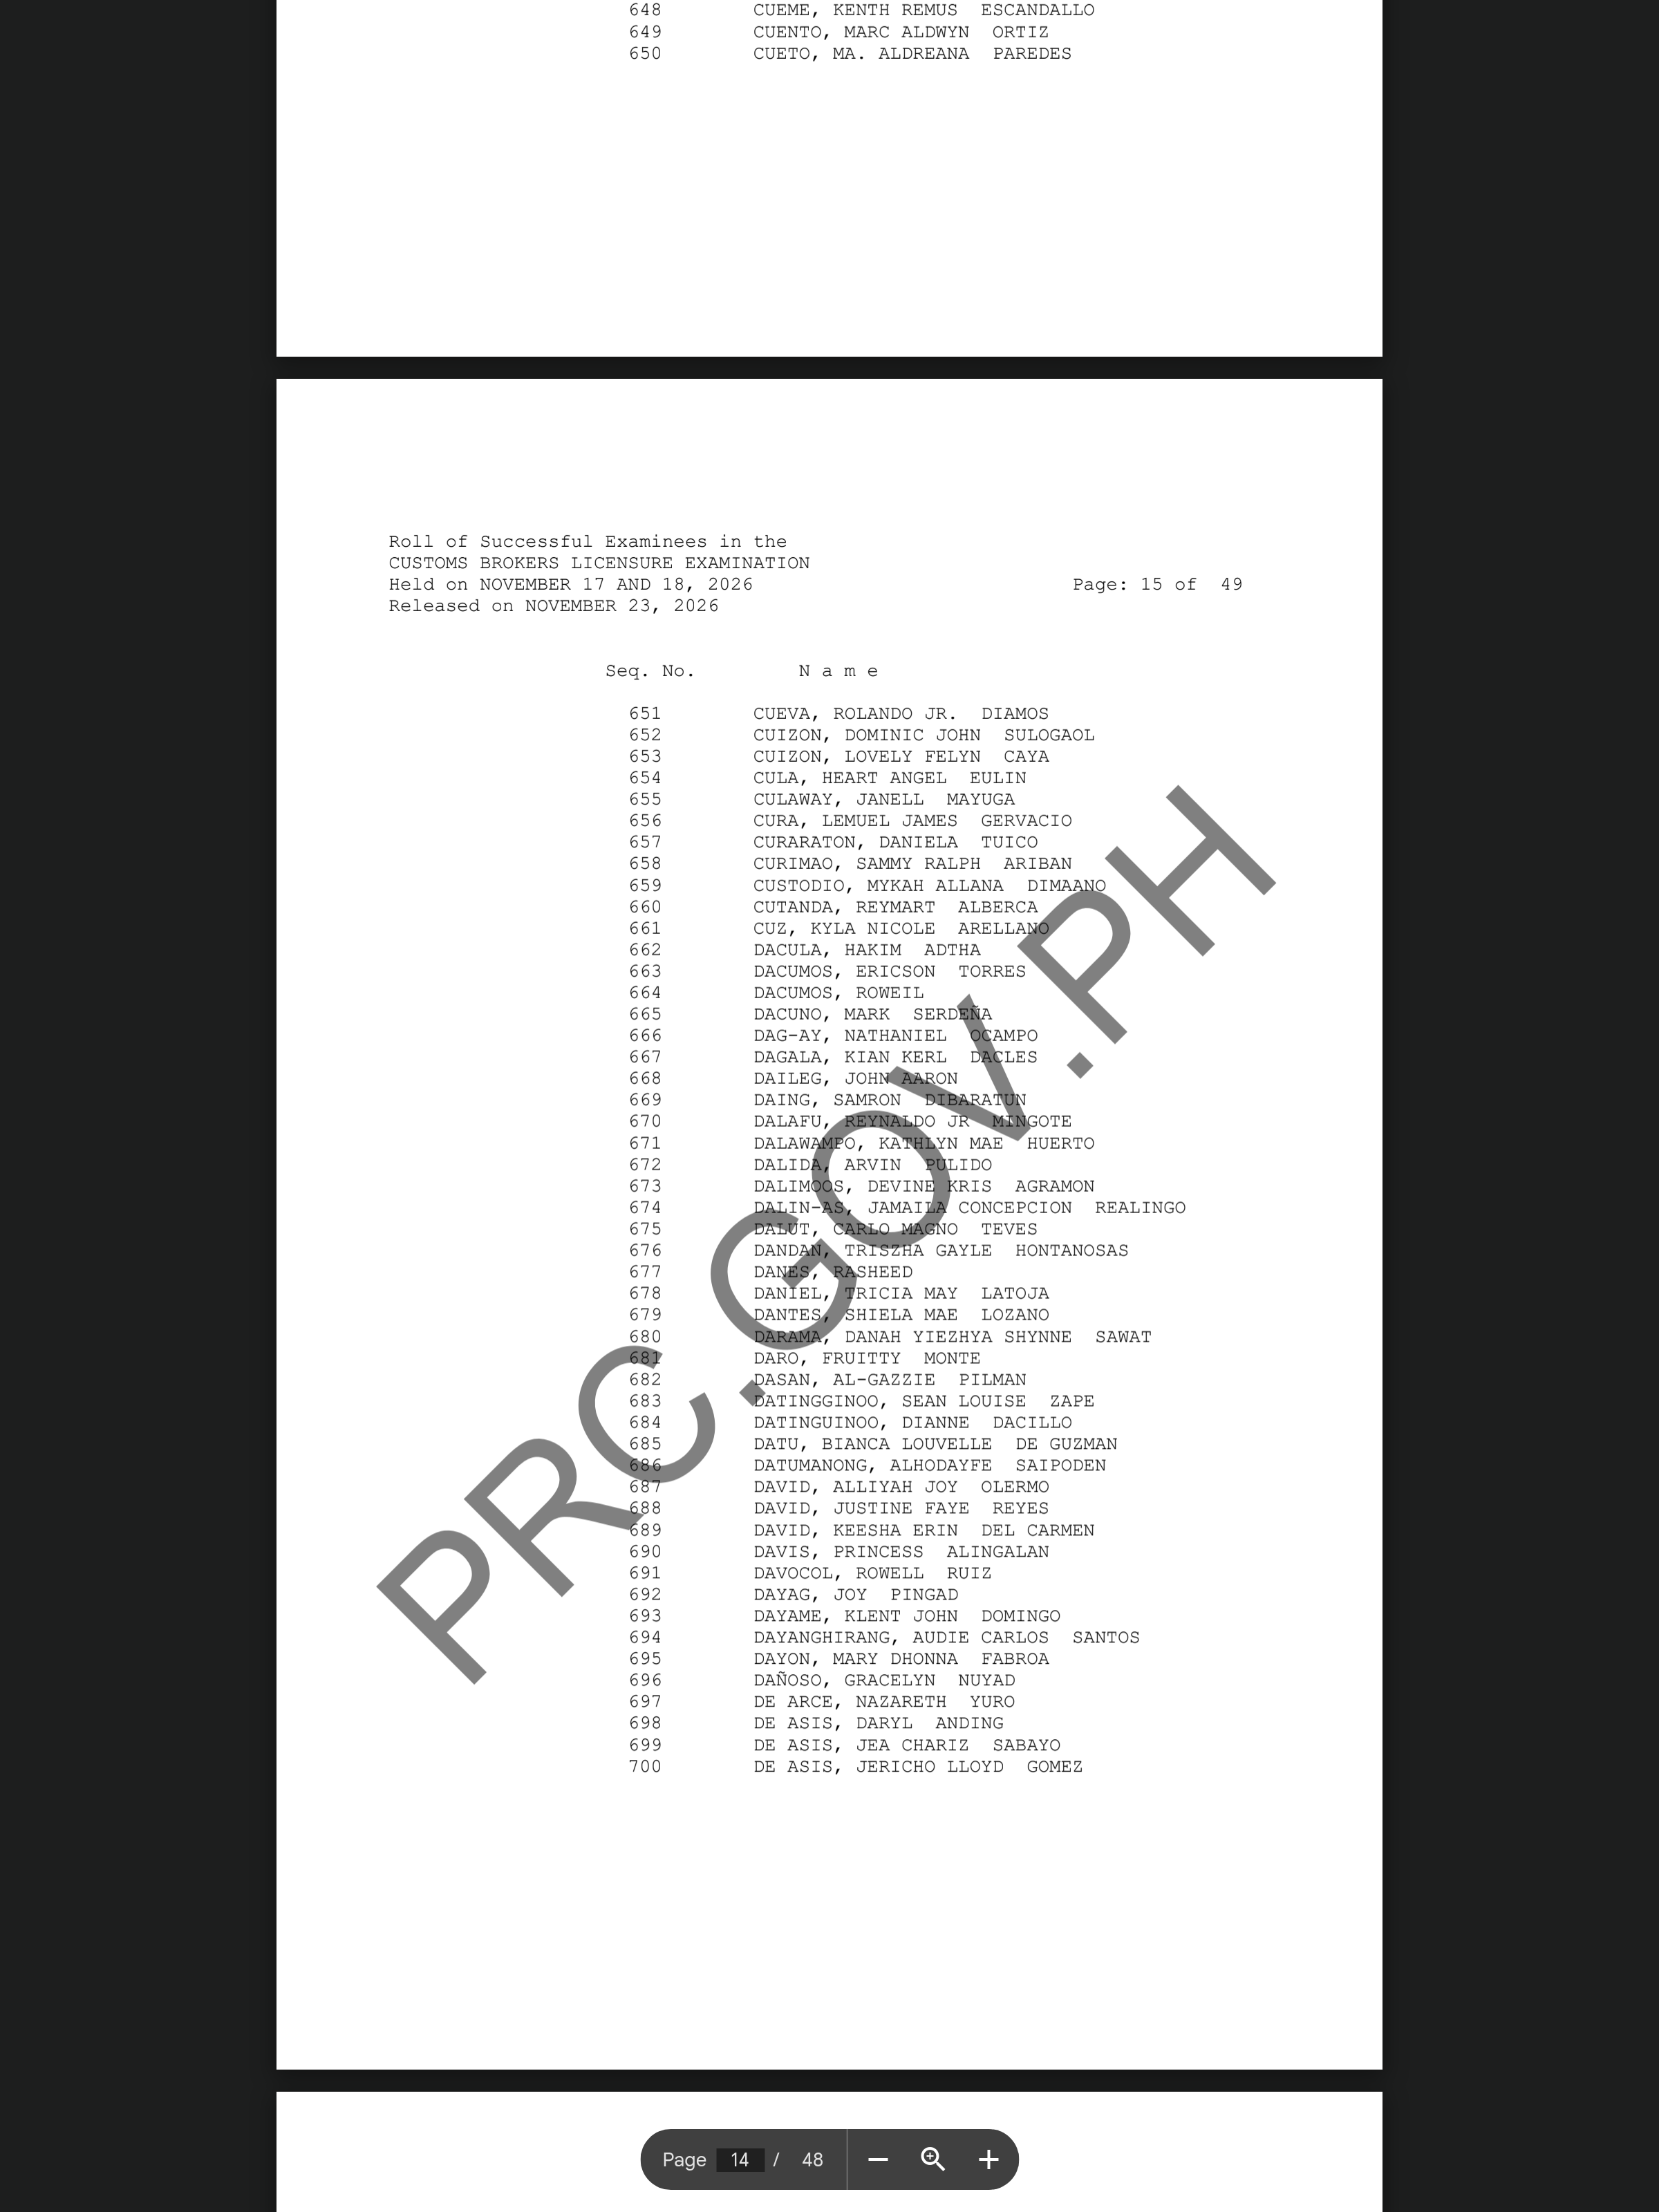 648 CUEME, KENTH REMUS ESCANDALLO
649 CUENTO, MARC ALDWYN ORTIZ
650 CUETO, MA. ALDREANA PAREDES
Roll of Successful Examinees in the
CUSTOMS BROKERS LICENSURE EXAMINATION
Held on NOVEMBER 17 AND 18, 2026 Page: 15 of 49
Released on NOVEMBER 23, 2026
Seq. No. N a m e
651 CUEVA, ROLANDO JR. DIAMOS
652 CUIZON, DOMINIC JOHN SULOGAOL
653 CUIZON, LOVELY FELYN CAYA
654 CULA, HEART ANGEL EULIN
655 CULAWAY, JANELL MAYUGA
656 CURA, LEMUEL JAMES GERVACIO
657 CURARATON, DANIELA TUICO
658 CURIMAO, SAMMY RALPH ARIBAN
659 CUSTODIO, MYKAH ALLANA DIMAANO
660 CUTANDA, REYMART ALBERCA
661 CUZ, KYLA NICOLE ARELLANO
662 DACULA, HAKIM ADTHA
663 DACUMOS, ERICSON TORRES
664 DACUMOS, ROWEIL
665 DACUNO, MARK SERDEÑA
666 DAG-AY, NATHANIEL OCAMPO
667 DAGALA, KIAN KERL DACLES
668 DAILEG, JOHN AARON
669 DAING, SAMRON DIBARATUN
670 DALAFU, REYNALDO JR MINGOTE
671 DALAWAMPO, KATHLYN MAE HUERTO
672 DALIDA, ARVIN PULIDO
673 DALIMOOS, DEVINE KRIS AGRAMON
674 DALIN-AS, JAMAILA CONCEPCION REALINGO
675 DALUT, CARLO MAGNO TEVES
676 DANDAN, TRISZHA GAYLE HONTANOSAS
677 DANES, RASHEED
678 DANIEL, TRICIA MAY LATOJA
679 DANTES, SHIELA MAE LOZANO
680 DARAMA, DANAH YIEZHYA SHYNNE SAWAT
681 DARO, FRUITTY MONTE
682 DASAN, AL-GAZZIE PILMAN
683 DATINGGINOO, SEAN LOUISE ZAPE
684 DATINGUINOO, DIANNE DACILLO
685 DATU, BIANCA LOUVELLE DE GUZMAN
686 DATUMANONG, ALHODAYFE SAIPODEN
687 DAVID, ALLIYAH JOY OLERMO
688 DAVID, JUSTINE FAYE REYES
689 DAVID, KEESHA ERIN DEL CARMEN
690 DAVIS, PRINCESS ALINGALAN
691 DAVOCOL, ROWELL RUIZ
692 DAYAG, JOY PINGAD
693 DAYAME, KLENT JOHN DOMINGO
694 DAYANGHIRANG, AUDIE CARLOS SANTOS
695 DAYON, MARY DHONNA FABROA
696 DAÑOSO, GRACELYN NUYAD
697 DE ARCE, NAZARETH YURO
698 DE ASIS, DARYL ANDING
699 DE ASIS, JEA CHARIZ SABAYO
700 DE ASIS, JERICHO LLOYD GOMEZ
PRC.GOV.PH
Page 14 / 48